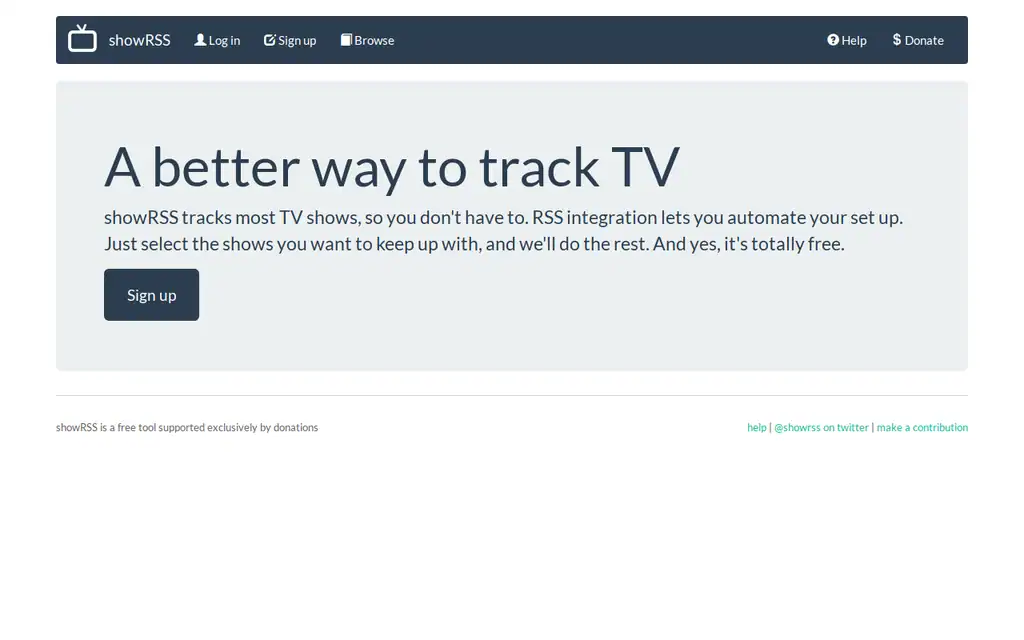 showRSS Log in Sign up Browse Help Donate
A better way to track TV
showRSS tracks most TV shows, so you don't have to. RSS integration lets you automate your set up.
Just select the shows you want to keep up with, and we'll do the rest. And yes, it's totally free.
Sign up
showRSS is a free tool supported exclusively by donations help | @showrss on twitter | make a contribution